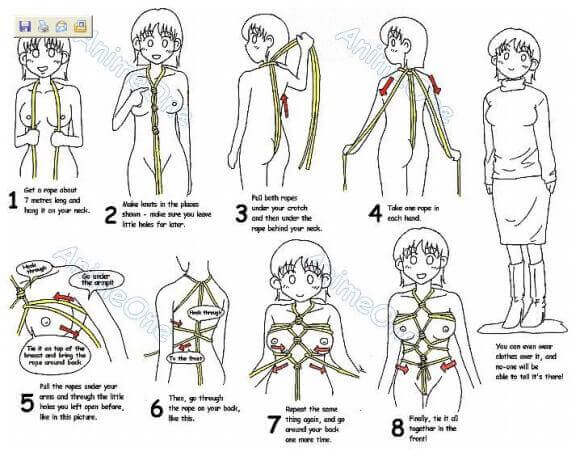 AnimeOne
AnimeOne
AnimeOne
AnimeOne
1
Get a rope about
7 metres long and
hang it on your neck.
2
Make knots in the places
shown - make sure you leave
little holes for later.
3
Pull both ropes
under your crotch
and then under the
rope behind your neck.
4
Take one rope in
each hand.
Hook
through
Go under
the armpit
Tie it on top of the
breast and bring the
rope around back.
5
Pull the ropes under your
arms and through the little
holes you left open before,
like in this picture.
Hook through
To the front
6
Then, go through
the rope on your back,
like this.
7
Repeat the same
thing again, and go
around your back
one more time.
8
Finally, tie it all
together in the
front!
You can even wear
clothes over it, and
no-one will be
able to tell it's there!